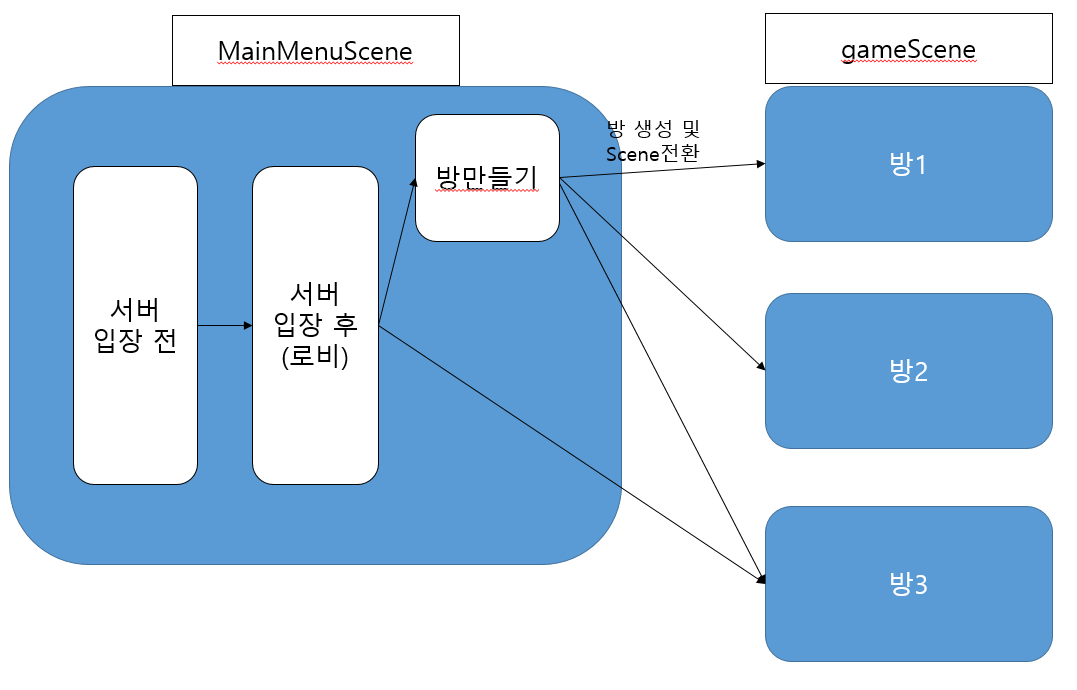 MainMenuScene
gameScene
서버
입장 전
서버
입장 후
(로비)
방만들기
방 생성 및
Scene전환
방1
방2
방3